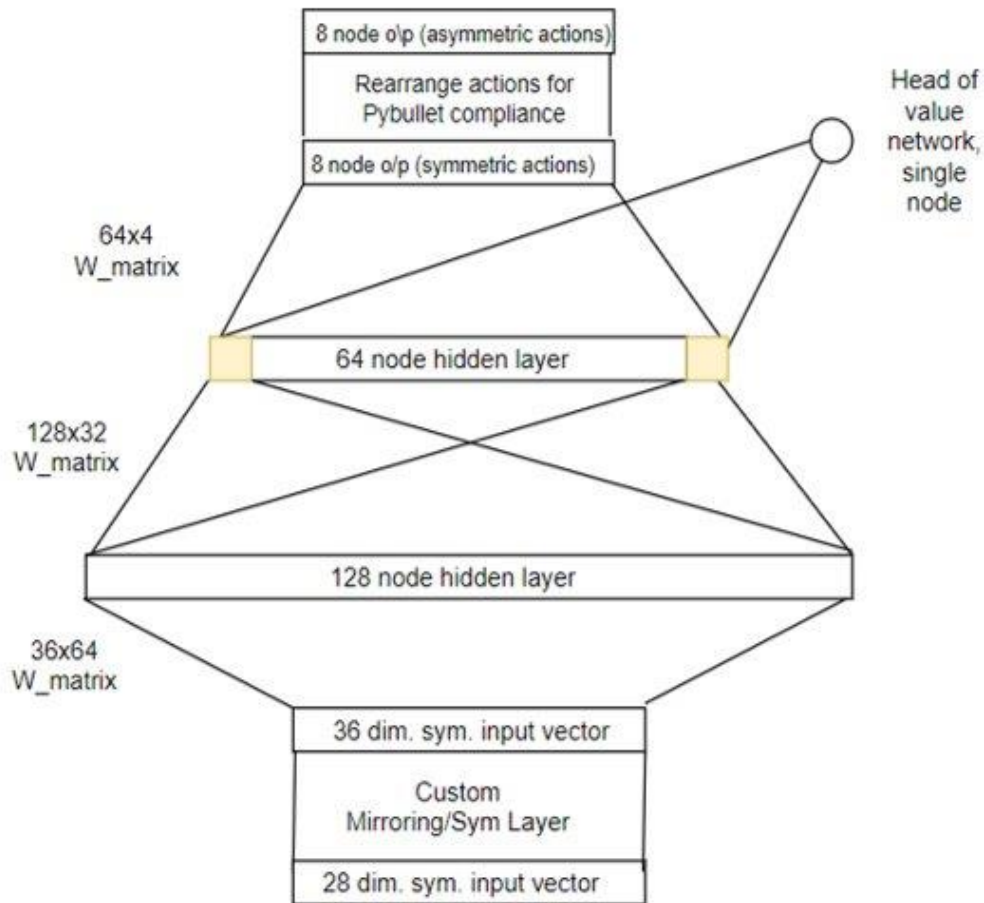 8 node o\p (asymmetric actions)
Rearrange actions for
Pybullet compliance
8 node o/p (symmetric actions)
Head of
value
network,
single
node
64x4
W_matrix
64 node hidden layer
128x32
W_matrix
128 node hidden layer
36x64
W_matrix
36 dim. sym. input vector
Custom
Mirroring/Sym Layer
28 dim. sym. input vector